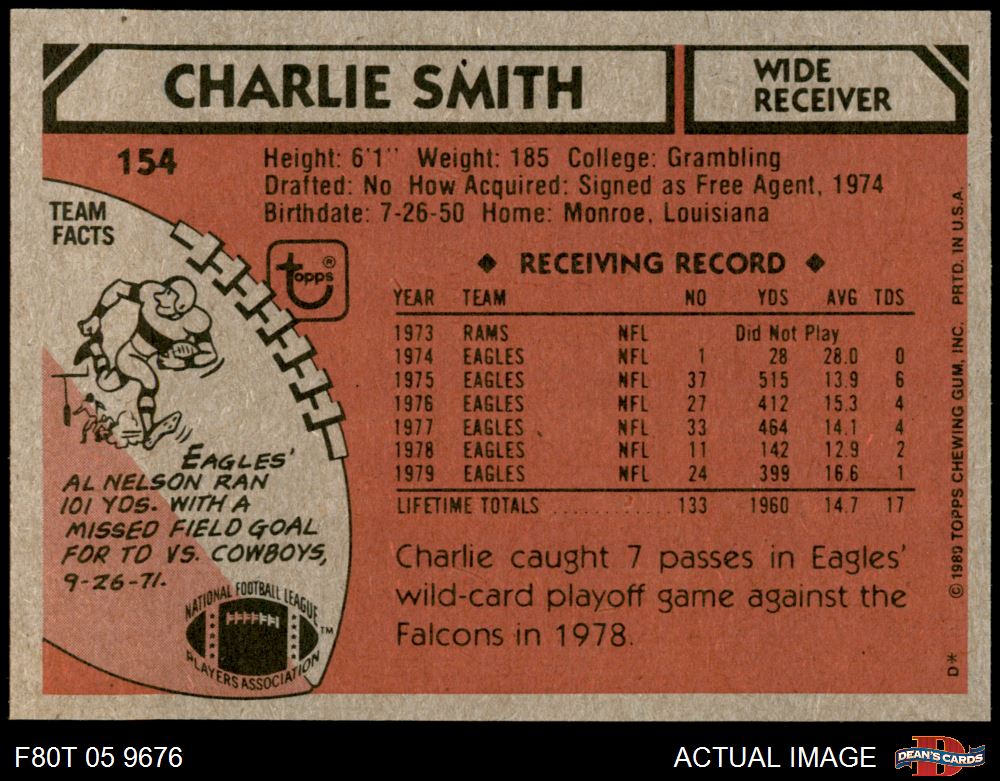 CHARLIE SMITH
WIDE
RECEIVER
154
Height: 6'1" Weight: 185 College: Grambling
Drafted: No How Acquired: Signed as Free Agent, 1974
Birthdate: 7-26-50 Home: Monroe, Louisiana
TEAM
FACTS
topps®
EAGLES'
AL NELSON RAN
101 YDS. WITH A
MISSED FIELD GOAL
FOR TD VS. COWBOYS,
9-26-71.
NATIONAL FOOTBALL LEAGUE
PLAYERS ASSOCIATION
TM
◆ RECEIVING RECORD ◆
YEAR TEAM NO YDS AVG TDS
1973 RAMS NFL Did Not Play
1974 EAGLES NFL 1 28 28.0 0
1975 EAGLES NFL 37 515 13.9 6
1976 EAGLES NFL 27 412 15.3 4
1977 EAGLES NFL 33 464 14.1 4
1978 EAGLES NFL 11 142 12.9 2
1979 EAGLES NFL 24 399 16.6 1
LIFETIME TOTALS ............ 133 1960 14.7 17
Charlie caught 7 passes in Eagles'
wild-card playoff game against the
Falcons in 1978.
D* © 1980 TOPPS CHEWING GUM, INC. PRTD. IN U.S.A.
F80T 05 9676
ACTUAL IMAGE
D
DEAN'S CARDS